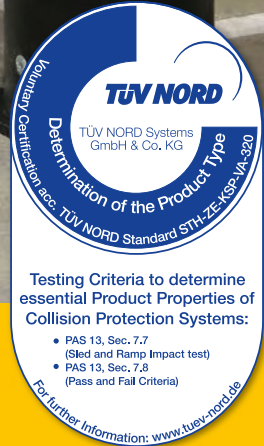 Voluntary Certification acc. TÜV NORD Standard STH-ZE-KSP-VA-320
TÜV NORD
TÜV NORD Systems
GmbH & Co. KG
Determination of the Product Type
Testing Criteria to determine
essential Product Properties of
Collision Protection Systems:
• PAS 13, Sec. 7.7
(Sled and Ramp Impact test)
• PAS 13, Sec. 7.8
(Pass and Fail Criteria)
For further Information: www.tuev-nord.de